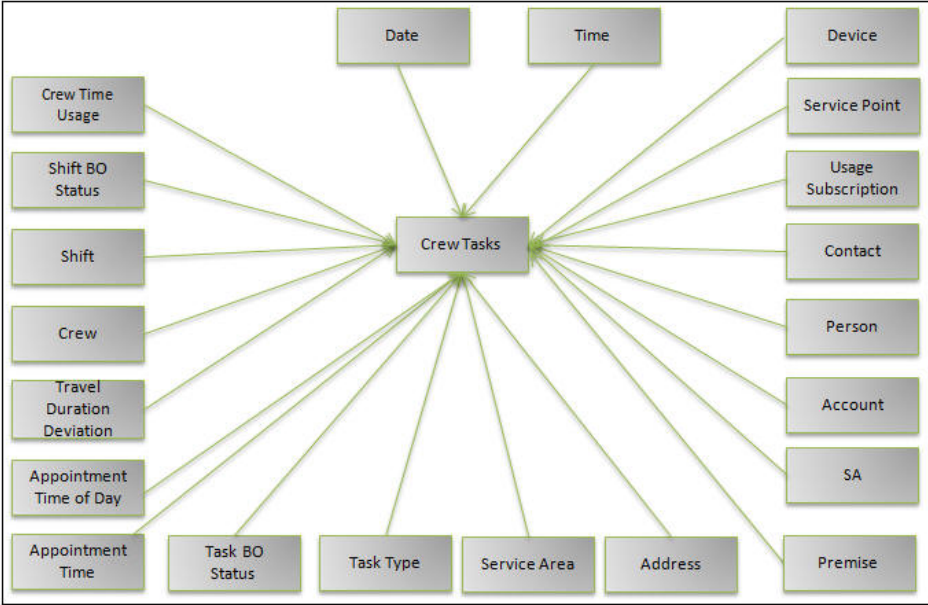 Date
Time
Device
Crew Time
Usage
Service Point
Shift BO
Status
Usage
Subscription
Crew Tasks
Shift
Contact
Crew
Person
Travel
Duration
Deviation
Account
Appointment
Time of Day
SA
Appointment
Time
Task BO
Status
Task Type
Service Area
Address
Premise